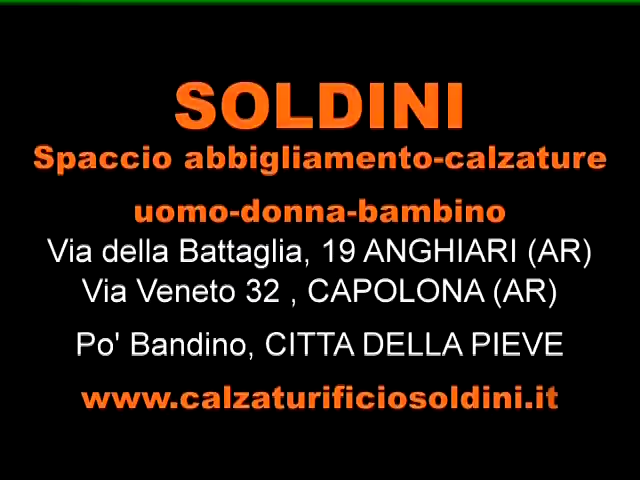 SOLDINI
Spaccio abbigliamento-calzature
uomo-donna-bambino
Via della Battaglia, 19 ANGHIARI (AR)
Via Veneto 32 , CAPOLONA (AR)
Po' Bandino, CITTA DELLA PIEVE
www.calzaturificiosoldini.it